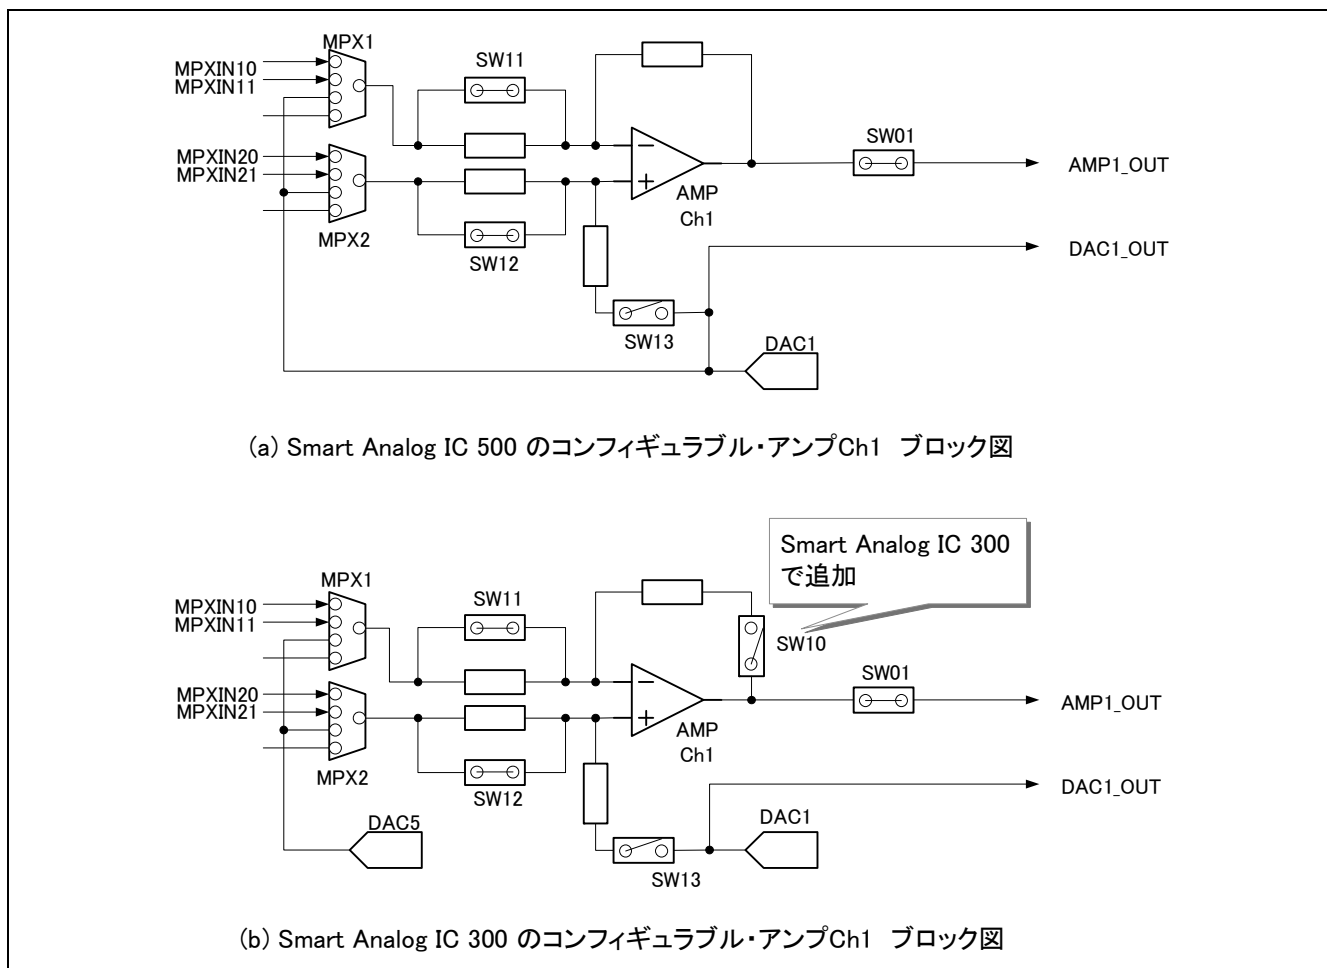 MPX1
MPXIN10
MPXIN11
SW11
MPXIN20
MPXIN21
SW01
AMP1_OUT
AMP
Ch1
MPX2
SW12
DAC1_OUT
SW13
DAC1
(a) Smart Analog IC 500 のコンフィギュラブル・アンプCh1 ブロック図
Smart Analog IC 300
で追加
MPX1
MPXIN10
MPXIN11
SW11
SW10
MPXIN20
MPXIN21
SW01
AMP1_OUT
AMP
Ch1
MPX2
SW12
DAC1_OUT
DAC5
DAC1
SW13
(b) Smart Analog IC 300 のコンフィギュラブル・アンプCh1 ブロック図